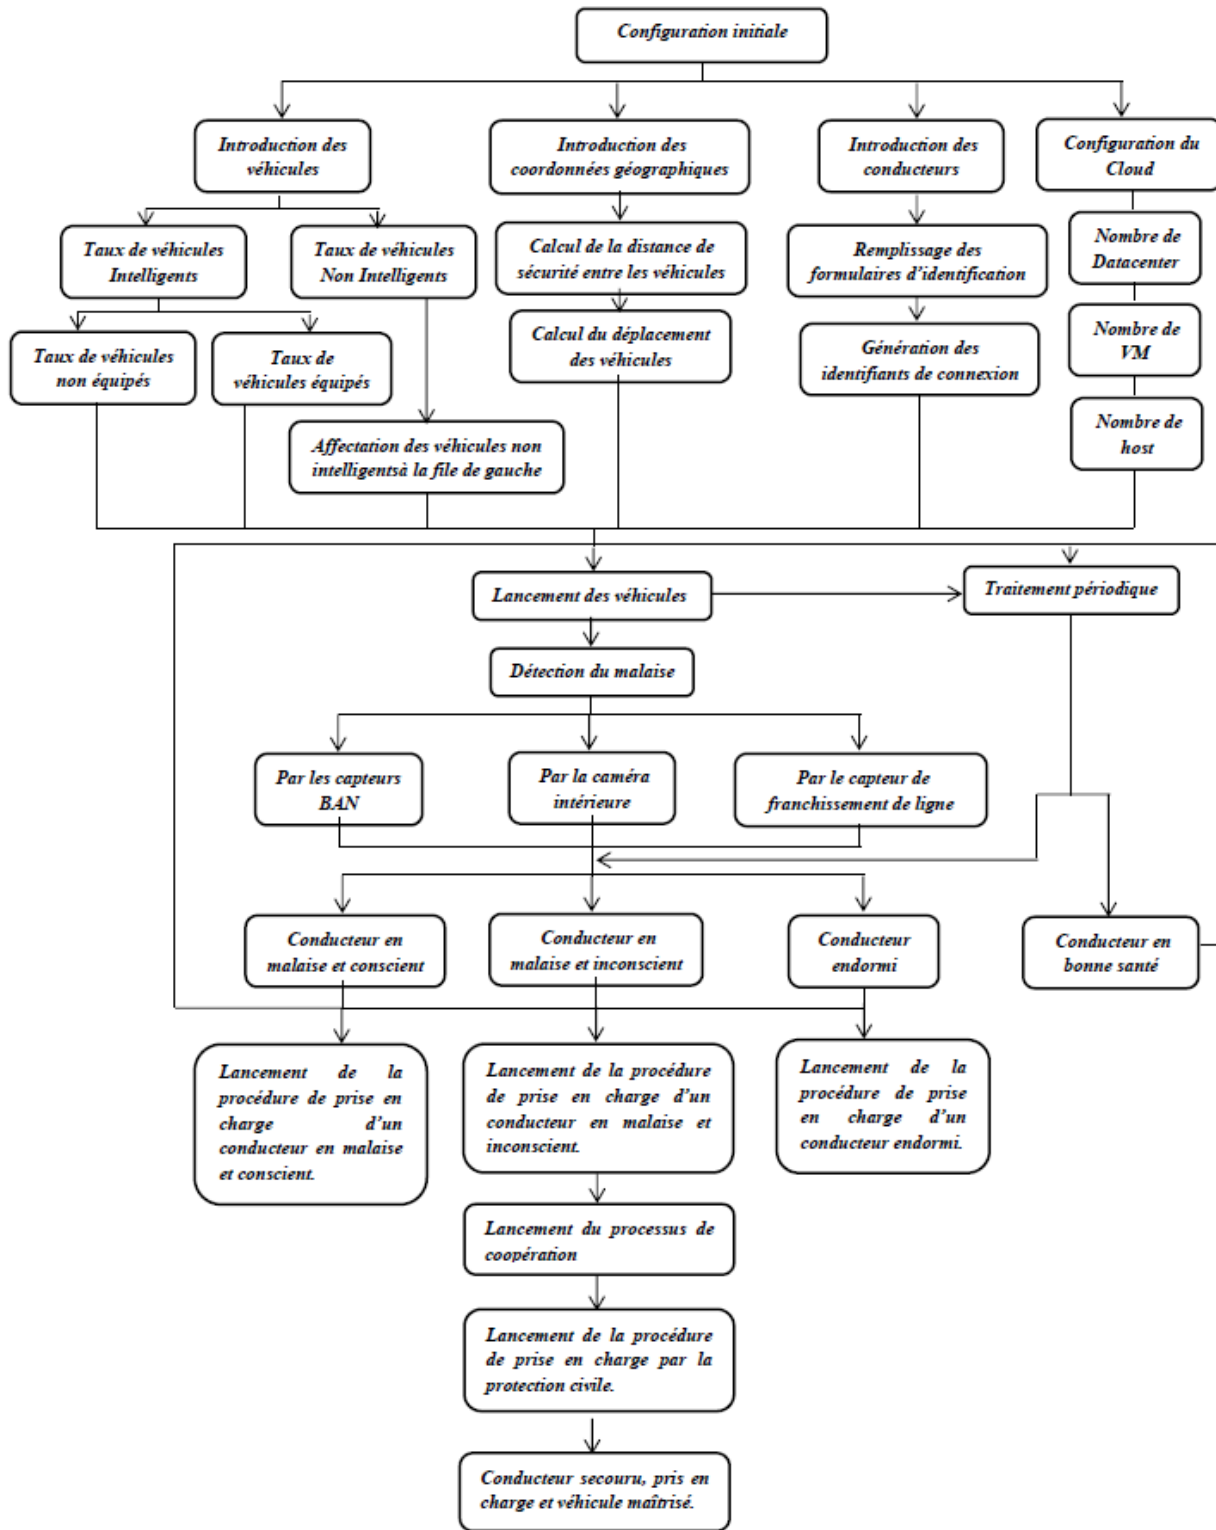 Configuration initiale
Introduction des
véhicules
Introduction des
coordonnées géographiques
Introduction des
conducteurs
Configuration du
Cloud
Taux de véhicules
Intelligents
Taux de véhicules
Non Intelligents
Calcul de la distance de
sécurité entre les véhicules
Remplissage des
formulaires d'identification
Nombre de
Datacenter
Taux de véhicules
non équipés
Taux de
véhicules équipés
Calcul du déplacement
des véhicules
Génération des
identifiants de connexion
Nombre de
VM
Affectation des véhicules non
intelligentsà la file de gauche
Nombre de
host
Lancement des véhicules
Traitement périodique
Détection du malaise
Par les capteurs
BAN
Par la caméra
intérieure
Par le capteur de
franchissement de ligne
Conducteur en
malaise et conscient
Conducteur en
malaise et inconscient
Conducteur
endormi
Conducteur en
bonne santé
Lancement de la
procédure de prise en
charge d'un
conducteur en malaise
et conscient.
Lancement de la procédure
de prise en charge d'un
conducteur en malaise et
inconscient.
Lancement de la
procédure de prise
en charge d'un
conducteur endormi.
Lancement du processus de
coopération
Lancement de la procédure
de prise en charge par la
protection civile.
Conducteur secouru, pris en
charge et véhicule maîtrisé.